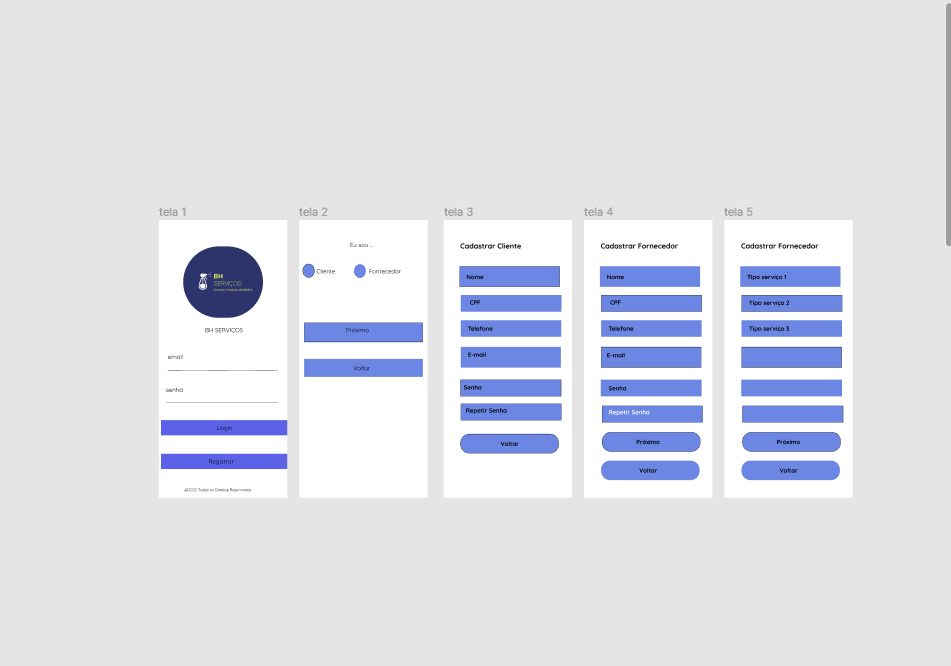 tela 1
BH
SERVIÇOS
BH SERVIÇOS
email
senha
Login
Registrar
@2023 Todos os Direitos Reservados
tela 2
Eu sou ...
Cliente
Fornecedor
Próximo
Voltar
tela 3
Cadastrar Cliente
Nome
CPF
Telefone
E-mail
Senha
Repetir Senha
Voltar
tela 4
Cadastrar Fornecedor
Nome
CPF
Telefone
E-mail
Senha
Repetir Senha
Próximo
Voltar
tela 5
Cadastrar Fornecedor
Tipo serviço 1
Tipo serviço 2
Tipo serviço 3
Próximo
Voltar